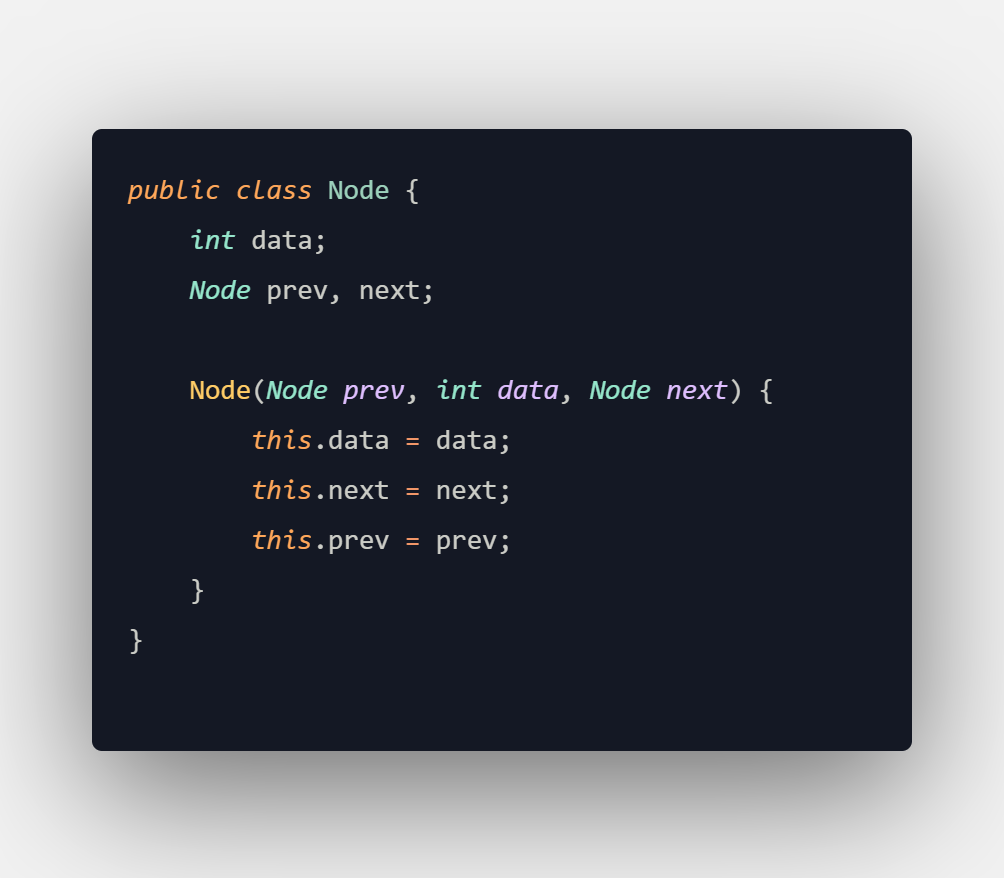 public class Node {
    int data;
    Node prev, next;

    Node(Node prev, int data, Node next) {
        this.data = data;
        this.next = next;
        this.prev = prev;
    }
}